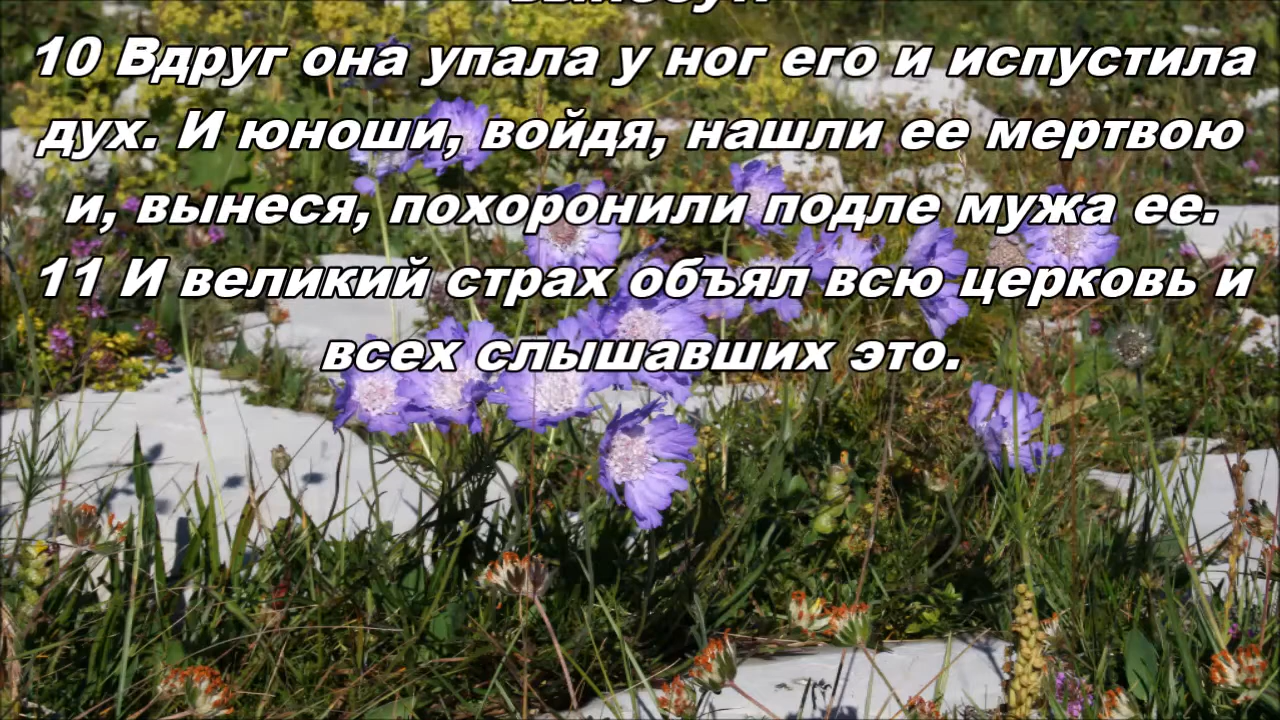 10 Вдруг она упала у ног его и испустила
дух. И юноши, войдя, нашли ее мертвою
и, вынеся, похоронили подле мужа ее.
11 И великий страх объял всю церковь и
всех слышавших это.